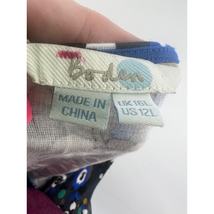 Boden
MADE IN
CHINA
UK 16L
US 12L